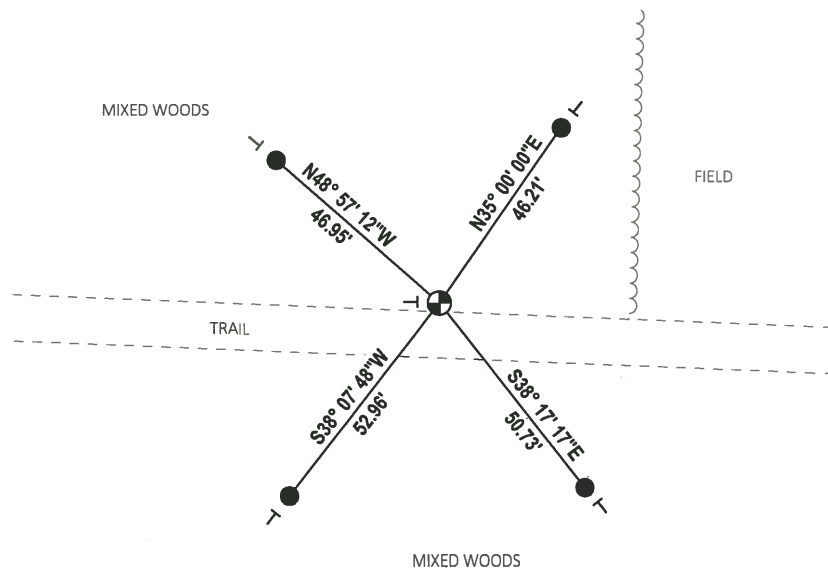 MIXED WOODS
N48° 57' 12"W
46.95'
N35° 00' 00"E
46.21'
FIELD
TRAIL
S38° 07' 48"W
52.96'
S38° 17' 17"E
50.73'
MIXED WOODS